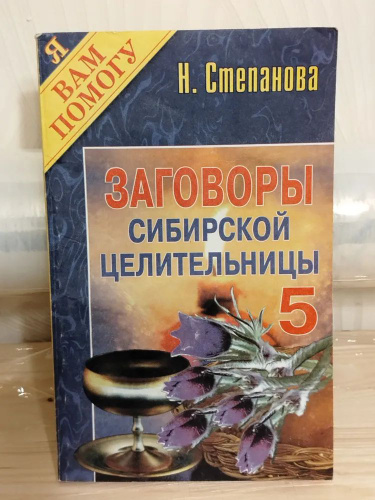 Я
ВАМ
ПОМОГУ
Н. Степанова
ЗАГОВОРЫ
СИБИРСКОЙ
ЦЕЛИТЕЛЬНИЦЫ
5